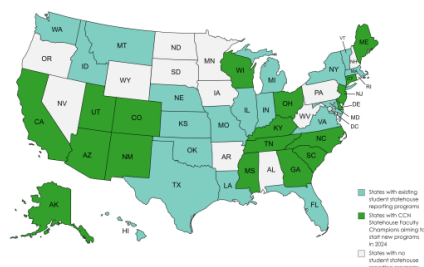 WA
MT
ND
MN
VT
ME
OR
ID
SD
WI
MI
NY
NH
WY
IA
PA
RI
NV
NE
IL
IN
OH
NJ
DE
UT
CO
KS
MO
KY
WV
VA
MD
DC
CA
AZ
NM
OK
AR
TN
NC
SC
TX
LA
MS
AL
GA
FL
AK
HI
States with existing
student statehouse
reporting programs
States with CCN
Statehouse Faculty
Champions aiming to
start new programs
in 2024
States with no
student statehouse